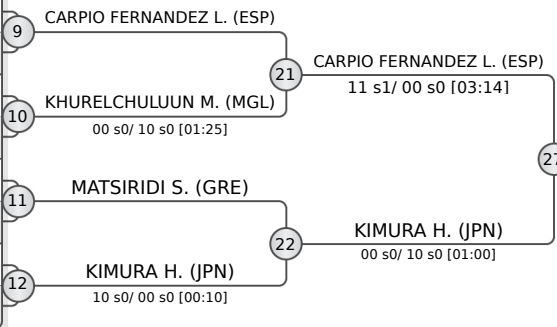 9
CARPIO FERNANDEZ L. (ESP)
21
CARPIO FERNANDEZ L. (ESP)
11 s1/ 00 s0 [03:14]
10
KHURELCHULUUN M. (MGL)
00 s0/ 10 s0 [01:25]
27
11
MATSIRIDI S. (GRE)
22
KIMURA H. (JPN)
00 s0/ 10 s0 [01:00]
12
KIMURA H. (JPN)
10 s0/ 00 s0 [00:10]